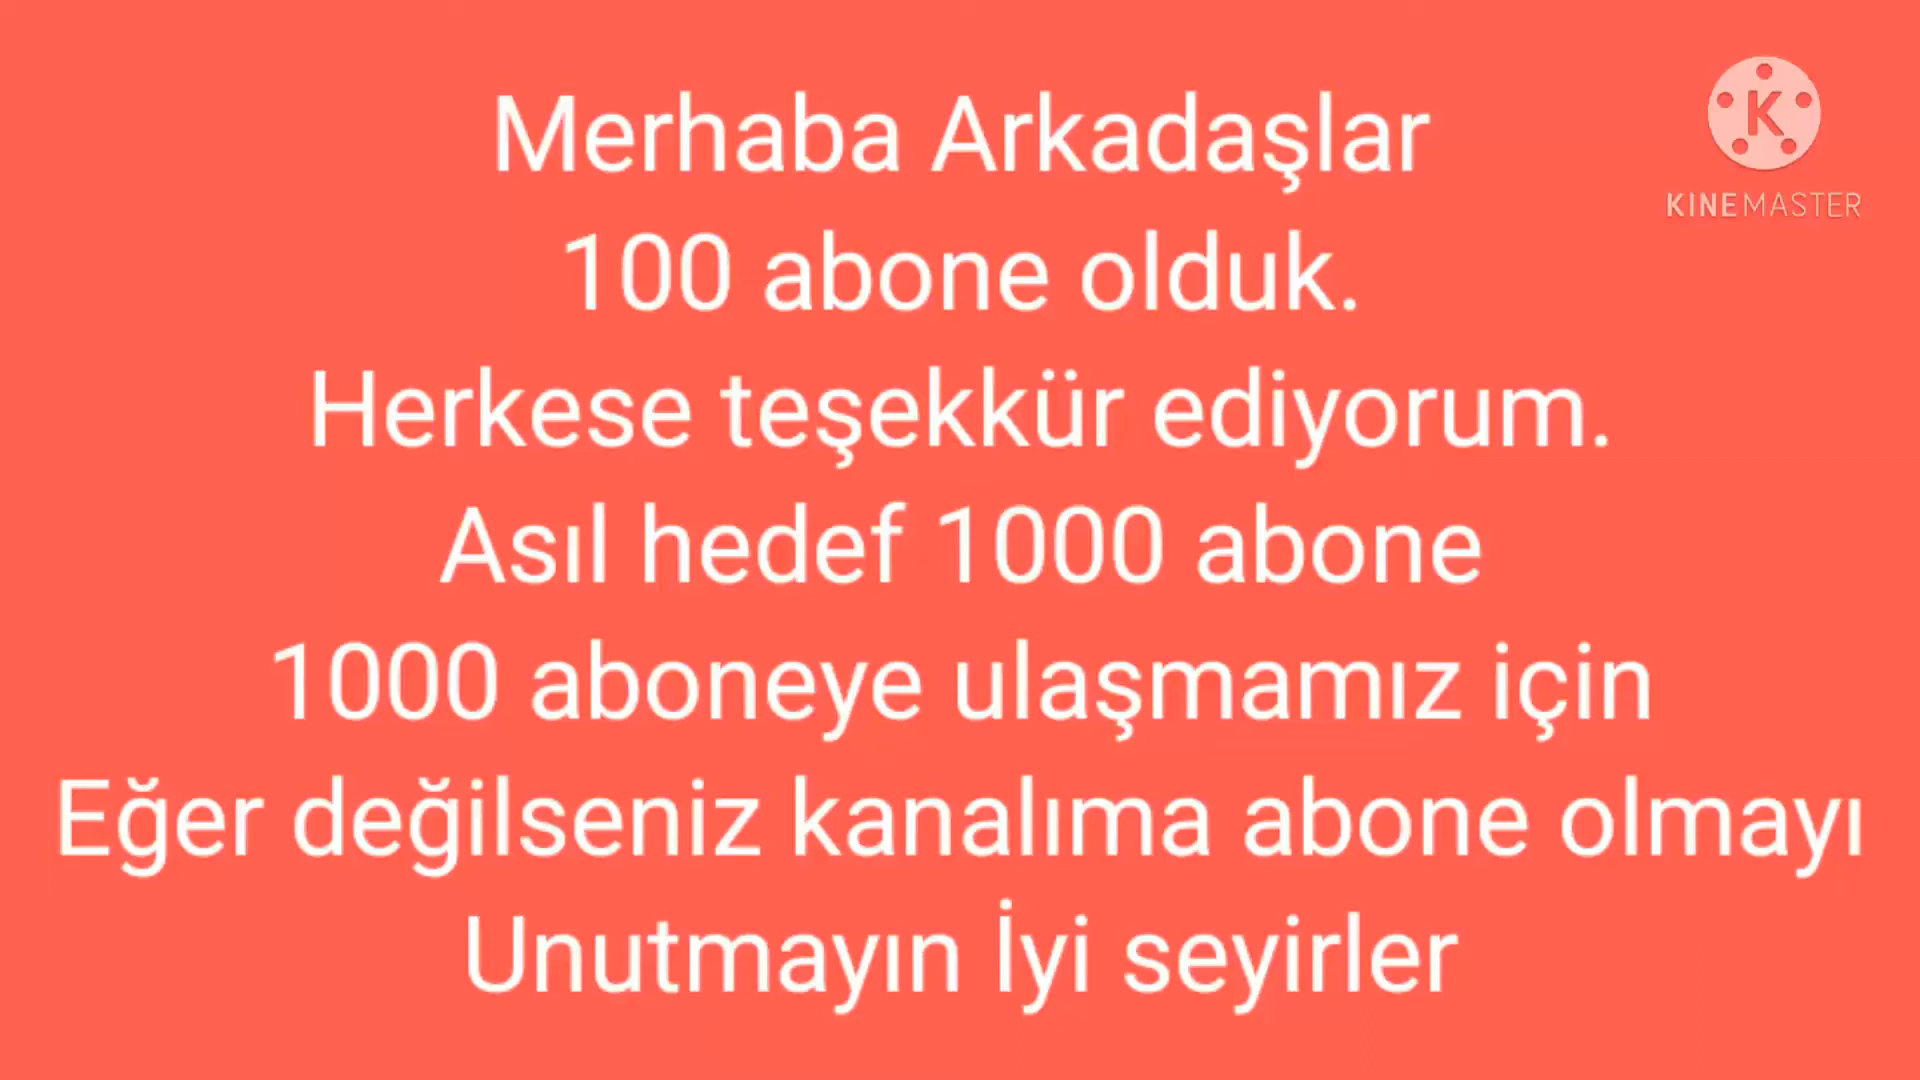 Merhaba Arkadaşlar
100 abone olduk.
Herkese teşekkür ediyorum.
Asıl hedef 1000 abone
1000 aboneye ulaşmamız için
Eğer değilseniz kanalıma abone olmayı
Unutmayın İyi seyirler
K
KINEMASTER